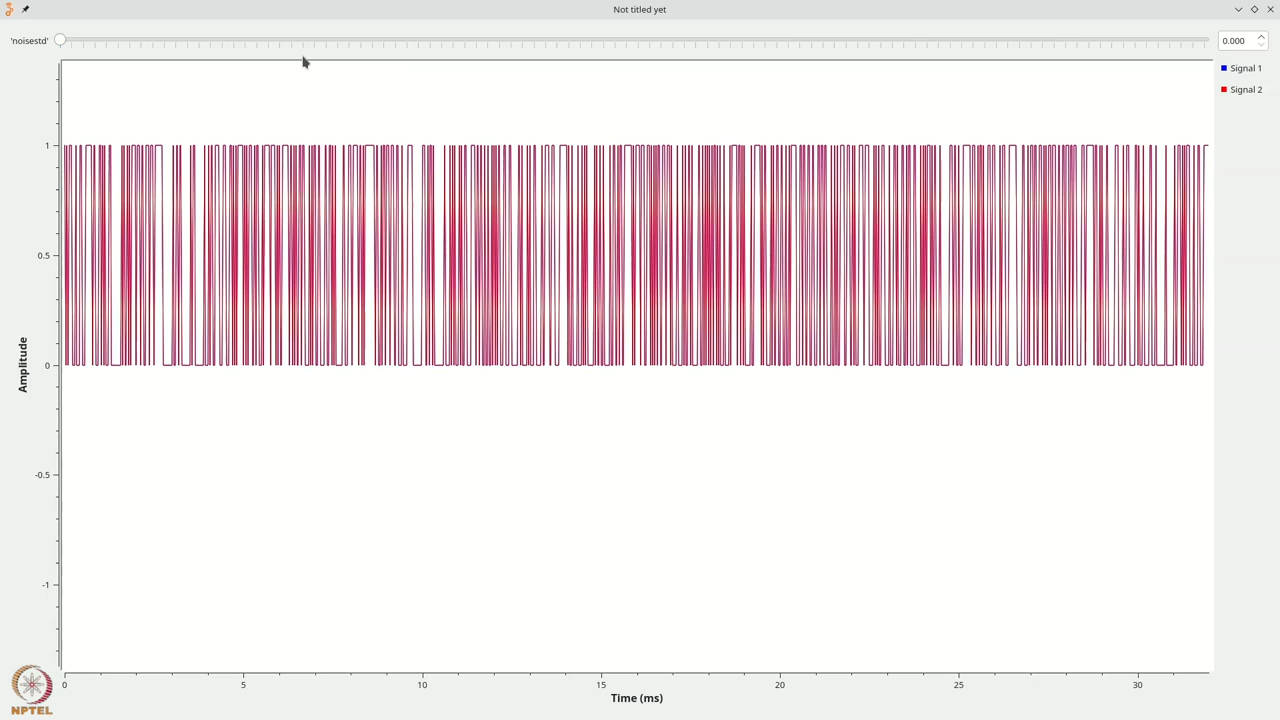 Not titled yet
'noisestd'
0.000
Signal 1
Signal 2
1
0.5
0
-0.5
-1
Amplitude
0 5 10 15 20 25 30
Time (ms)
NPTEL